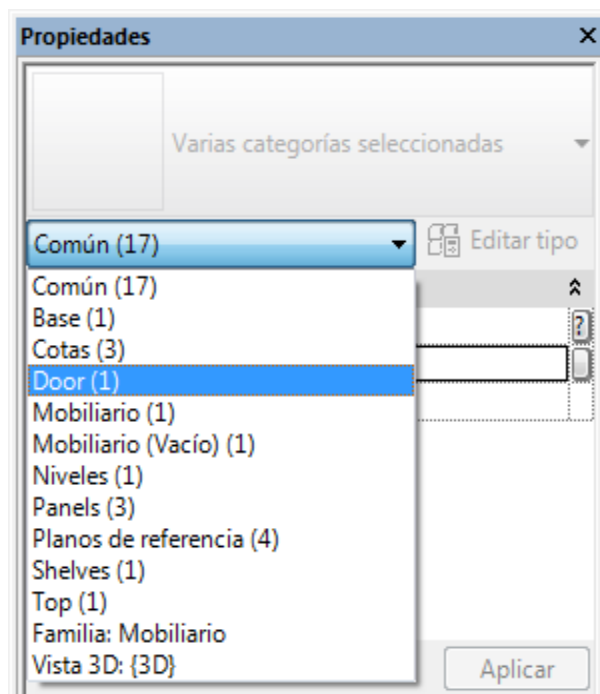 Propiedades
Varias categorías seleccionadas
Común (17)
Editar tipo
Común (17)
Base (1)
Cotas (3)
Door (1)
Mobiliario (1)
Mobiliario (Vacío) (1)
Niveles (1)
Panels (3)
Planos de referencia (4)
Shelves (1)
Top (1)
Familia: Mobiliario
Vista 3D: {3D}
Aplicar